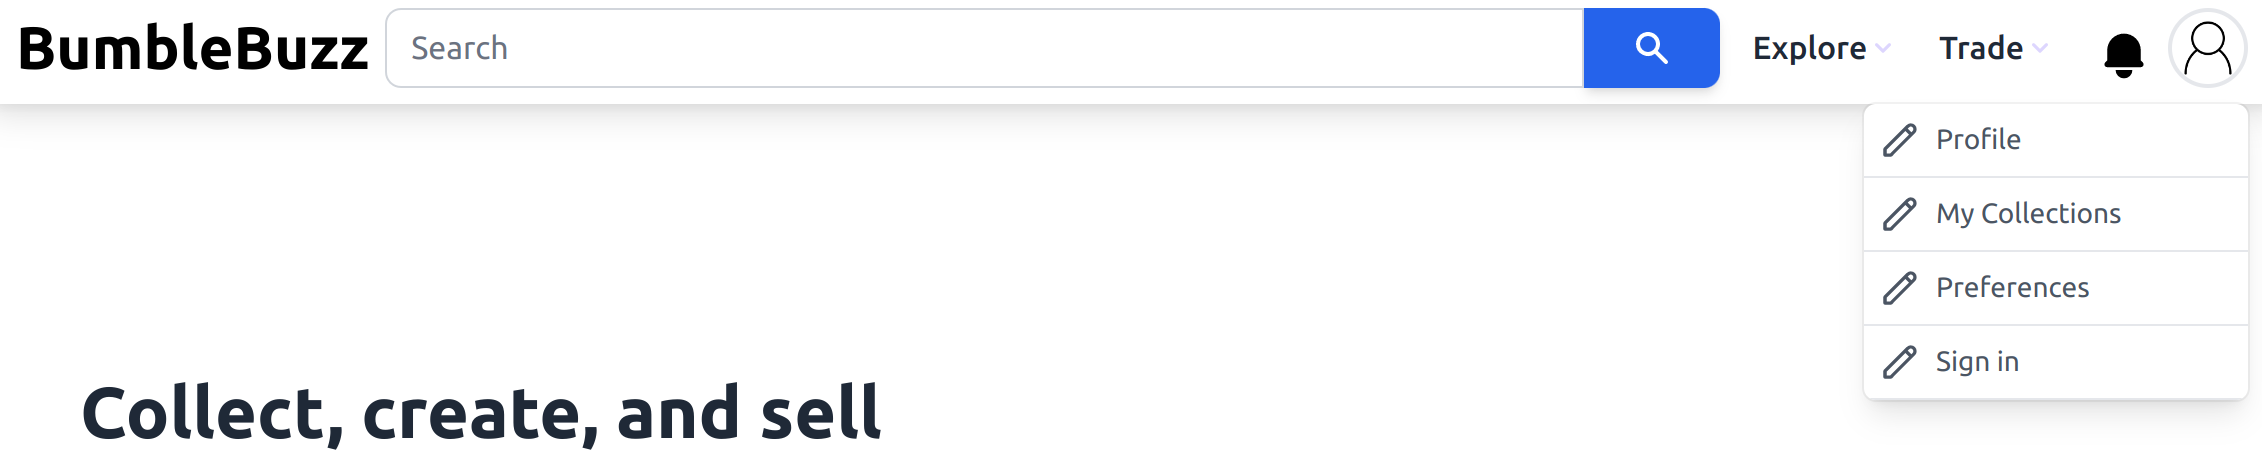 BumbleBuzz Search Explore Trade
Profile
My Collections
Preferences
Sign in
Collect, create, and sell